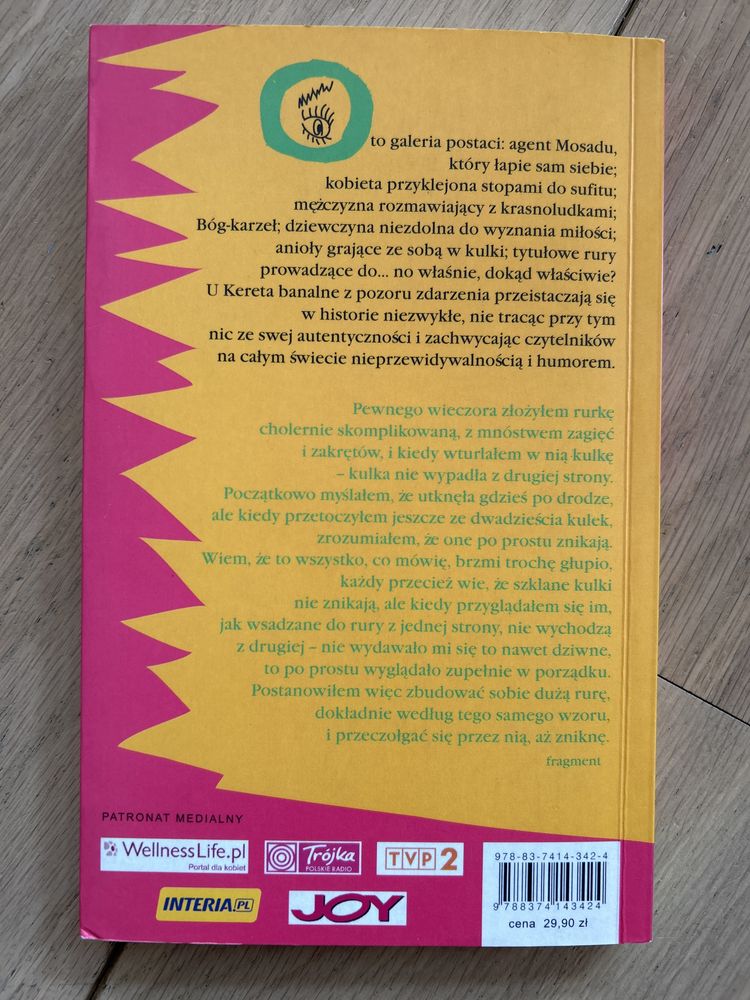 O to galeria postaci: agent Mosadu,
który łapie sam siebie;
kobieta przyklejona stopami do sufitu;
mężczyzna rozmawiający z krasnoludkami;
Bóg-karzeł; dziewczyna niezdolna do wyznania miłości;
anioły grające ze sobą w kulki; tytułowe rury
prowadzące do... no właśnie, dokąd właściwie?
U Kereta banalne z pozoru zdarzenia przeistaczają się
w historie niezwykłe, nie tracąc przy tym
nic ze swej autentyczności i zachwycając czytelników
na całym świecie nieprzewidywalnością i humorem.
Pewnego wieczora złożyłem rurkę
cholernie skomplikowaną, z mnóstwem zagięć
i zakrętów, i kiedy wturlałem w nią kulkę
– kulka nie wypadła z drugiej strony.
Początkowo myślałem, że utknęła gdzieś po drodze,
ale kiedy przetoczyłem jeszcze ze dwadzieścia kulek,
zrozumiałem, że one po prostu znikają.
Wiem, że to wszystko, co mówię, brzmi trochę głupio,
każdy przecież wie, że szklane kulki
nie znikają, ale kiedy przyglądałem się im,
jak wsadzane do rury z jednej strony, nie wychodzą
z drugiej – nie wydawało mi się to nawet dziwne,
to po prostu wyglądało zupełnie w porządku.
Postanowiłem więc zbudować sobie dużą rurę,
dokładnie według tego samego wzoru,
i przeczołgać się przez nią, aż zniknę.
fragment
PATRONAT MEDIALNY
WellnessLife.pl
Portal dla kobiet
Trójka
POLSKIE RADIO
TVP 2
INTERIA.PL
JOY
978-83-7414-342-4
9 788374 143424
cena 29,90 zł